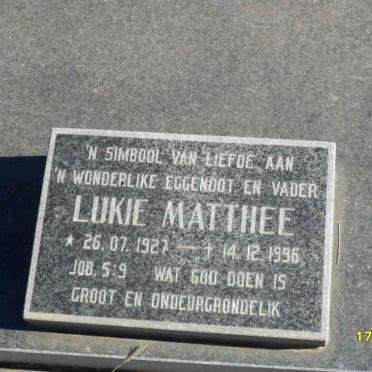 'N SIMBOOL VAN LIEFDE AAN
'N WONDERLIKE EGGENOOT EN VADER
LUKIE MATTHEE
★ 26. 07. 1927 — † 14. 12. 1996
JOB. 5:9 WAT GOD DOEN IS
GROOT EN ONDEURGRONDELIK
17